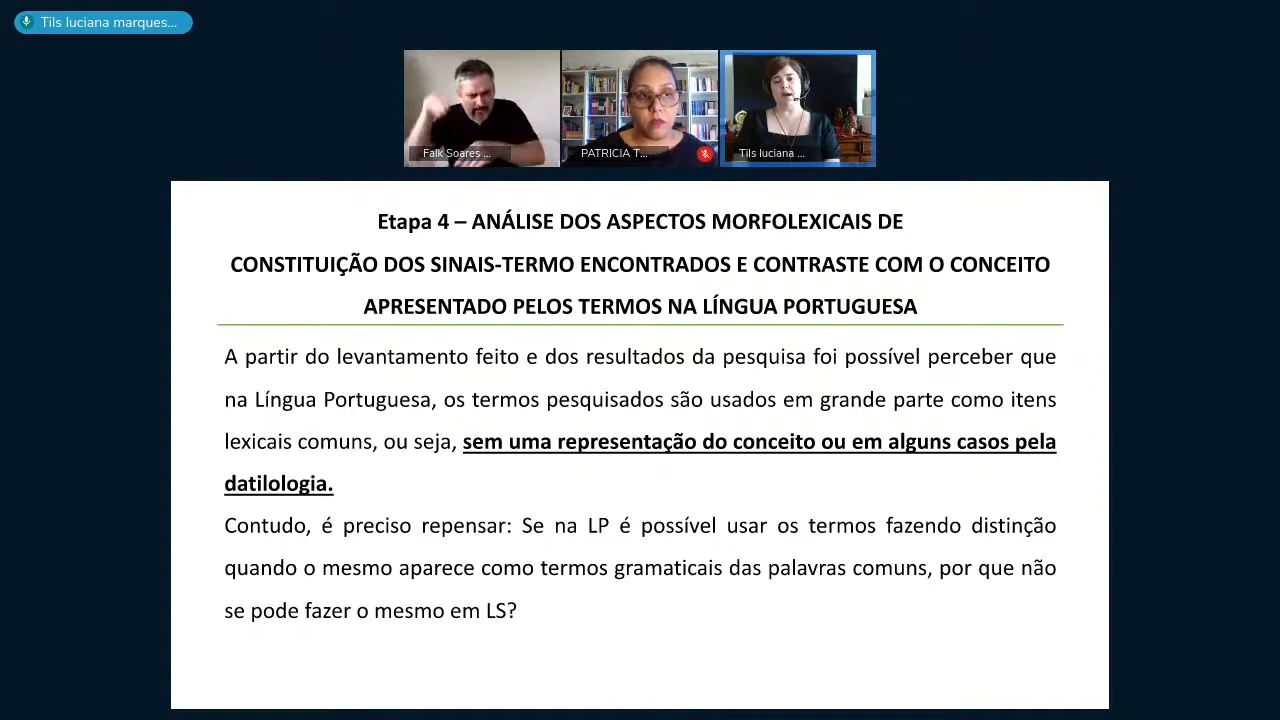 Tils luciana marques...
Falk Soares ...
PATRICIA T...
Tils luciana ...
Etapa 4 – ANÁLISE DOS ASPECTOS MORFOLEXICAIS DE
CONSTITUIÇÃO DOS SINAIS-TERMO ENCONTRADOS E CONTRASTE COM O CONCEITO
APRESENTADO PELOS TERMOS NA LÍNGUA PORTUGUESA
A partir do levantamento feito e dos resultados da pesquisa foi possível perceber que
na Língua Portuguesa, os termos pesquisados são usados em grande parte como itens
lexicais comuns, ou seja, sem uma representação do conceito ou em alguns casos pela
datilologia.
Contudo, é preciso repensar: Se na LP é possível usar os termos fazendo distinção
quando o mesmo aparece como termos gramaticais das palavras comuns, por que não
se pode fazer o mesmo em LS?